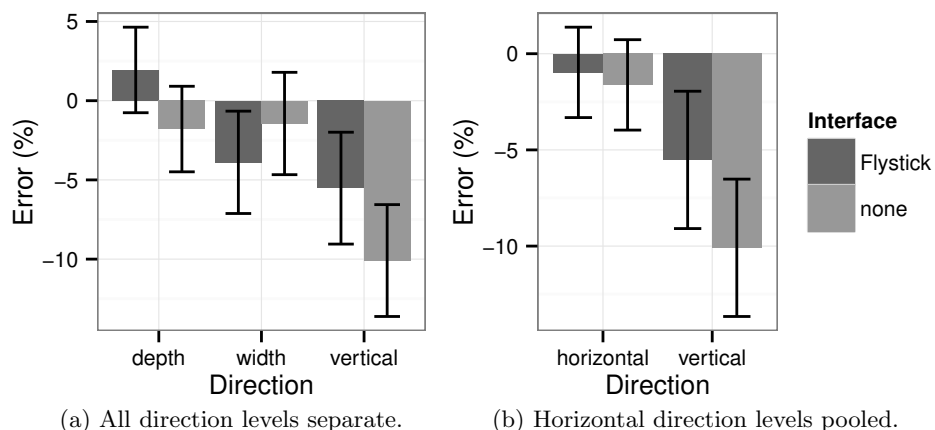 5
0
−5
−10
Error (%)
depth width vertical
Direction
(a) All direction levels separate.
0
−5
−10
Error (%)
horizontal vertical
Direction
(b) Horizontal direction levels pooled.
Interface
Flystick
none